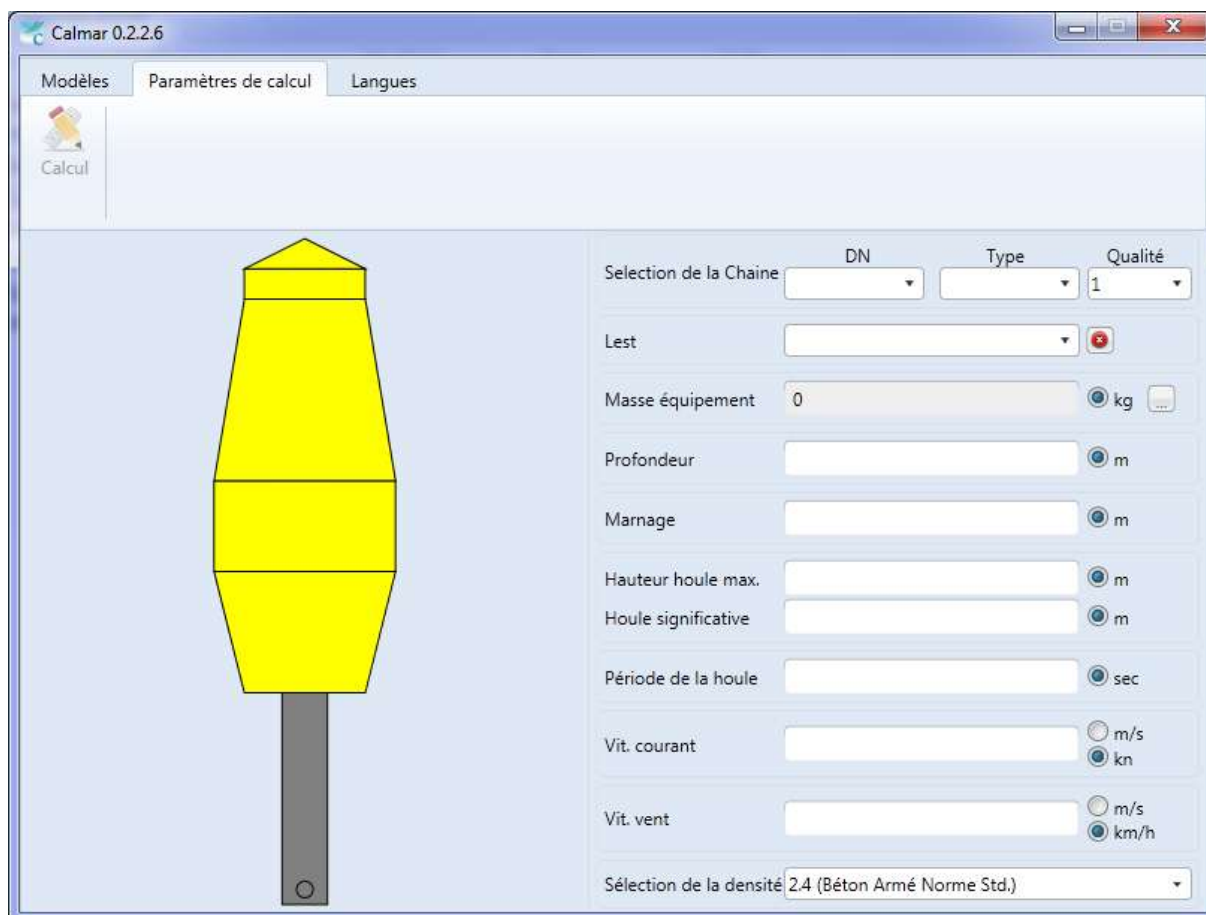 Calmar 0.2.2.6
Modèles Paramètres de calcul Langues
Calcul
DN Type Qualité
Selection de la Chaine 1
Lest
Masse équipement 0 kg ...
Profondeur m
Marnage m
Hauteur houle max. m
Houle significative m
Période de la houle sec
m/s
Vit. courant
kn
m/s
Vit. vent
km/h
Sélection de la densité 2.4 (Béton Armé Norme Std.)